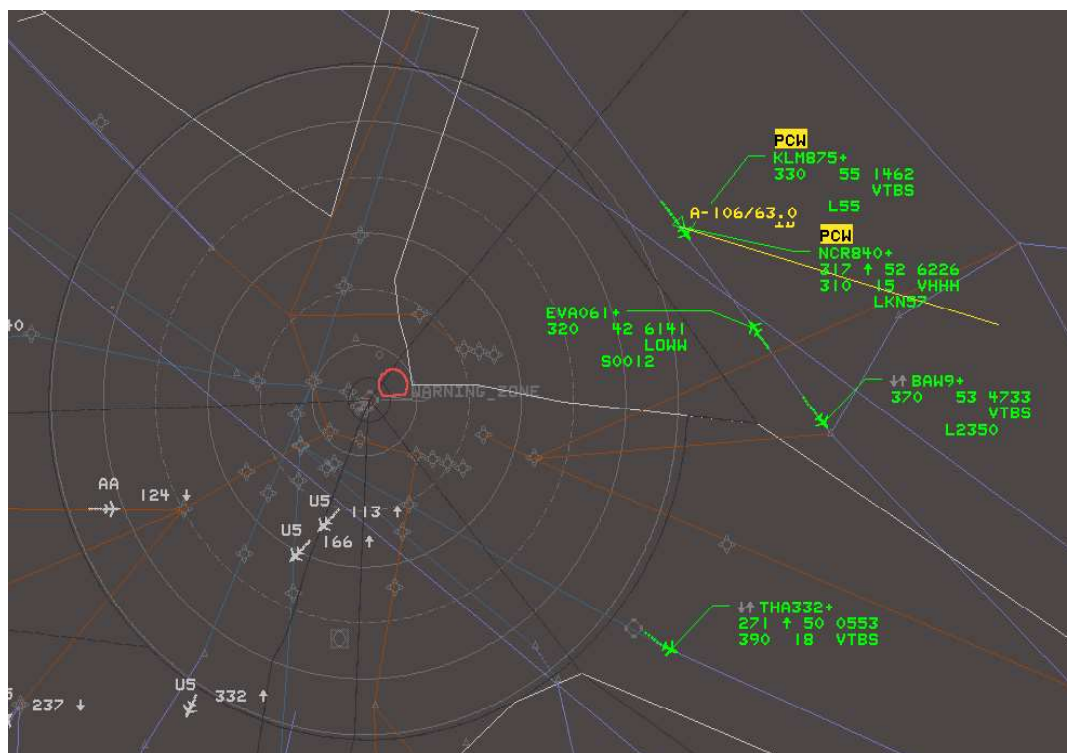 PCW
KLM875+
330 55 1462
VTBS
L55
A-106/63.0
PCW
NCR840+
317 ↑ 52 6226
310 15 VHHH
LKN57
EVA061+
320 42 6141
LOWW
S0012
↓↑ BAW9+
370 53 4733
VTBS
L2350
WARNING_ZONE
AA
124 ↓
U5
113 ↑
U5
166 ↑
↓↑ THA332+
271 ↑ 50 0553
390 18 VTBS
U5
332 ↑
237 ↓